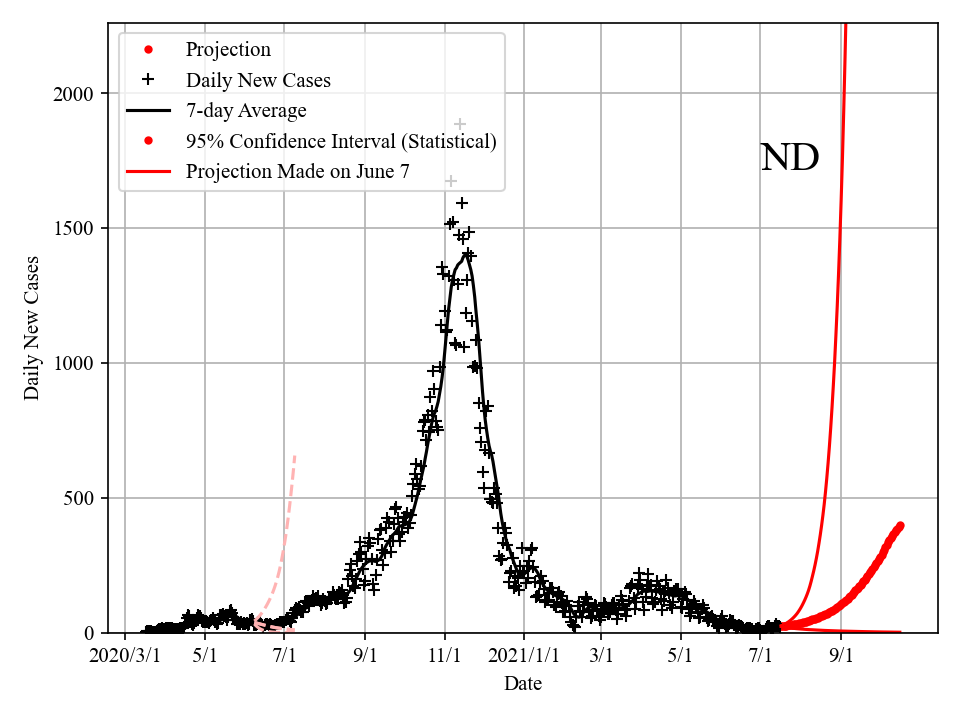 Projection
Daily New Cases
7-day Average
95% Confidence Interval (Statistical)
Projection Made on June 7
ND
2000
1500
1000
500
0
Daily New Cases
2020/3/1 5/1 7/1 9/1 11/1 2021/1/1 3/1 5/1 7/1 9/1
Date